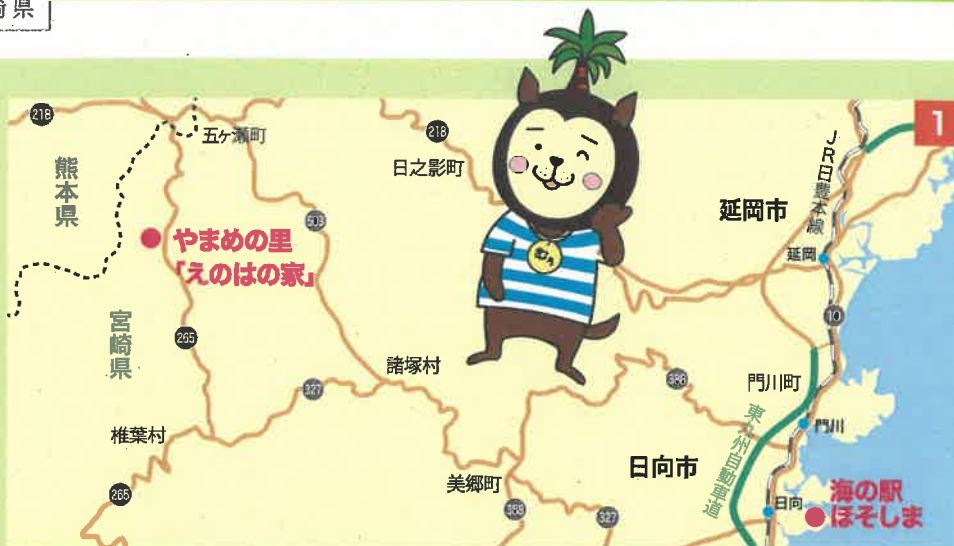 県
218
五ヶ瀬町
218
日之影町
1
JR日豊本線
熊本県
延岡市
503
やまめの里
「えのはの家」
延岡
宮崎県
265
10
諸塚村
327
388
門川町
東九州自動車道
門川
椎葉村
日向市
美郷町
265
388
327
日向
海の駅
ほそしま